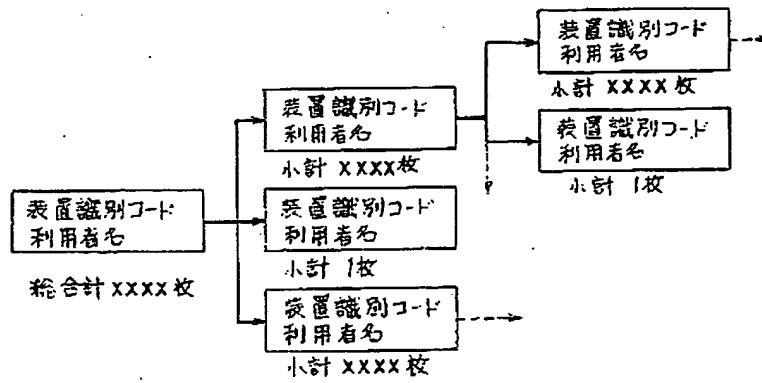 装置識別コード
利用者名
総合計 XXXX 枚
装置識別コード
利用者名
小計 XXXX枚
装置識別コード
利用者名
小計 1枚
装置識別コード
利用者名
小計 XXXX 枚
装置識別コード
利用者名
小計 XXXX 枚
装置識別コード
利用者名
小計 1枚